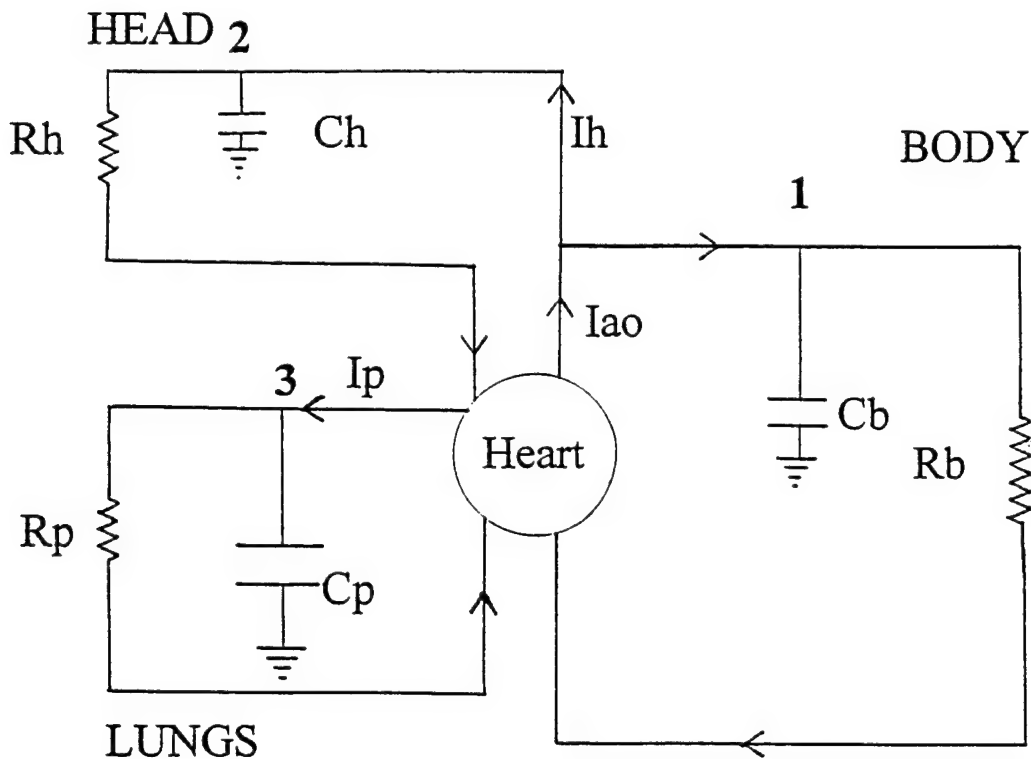 HEAD 2
Rh
Ch
Ih
BODY
1
Iao
3
Ip
Heart
Cb
Rb
Rp
Cp
LUNGS